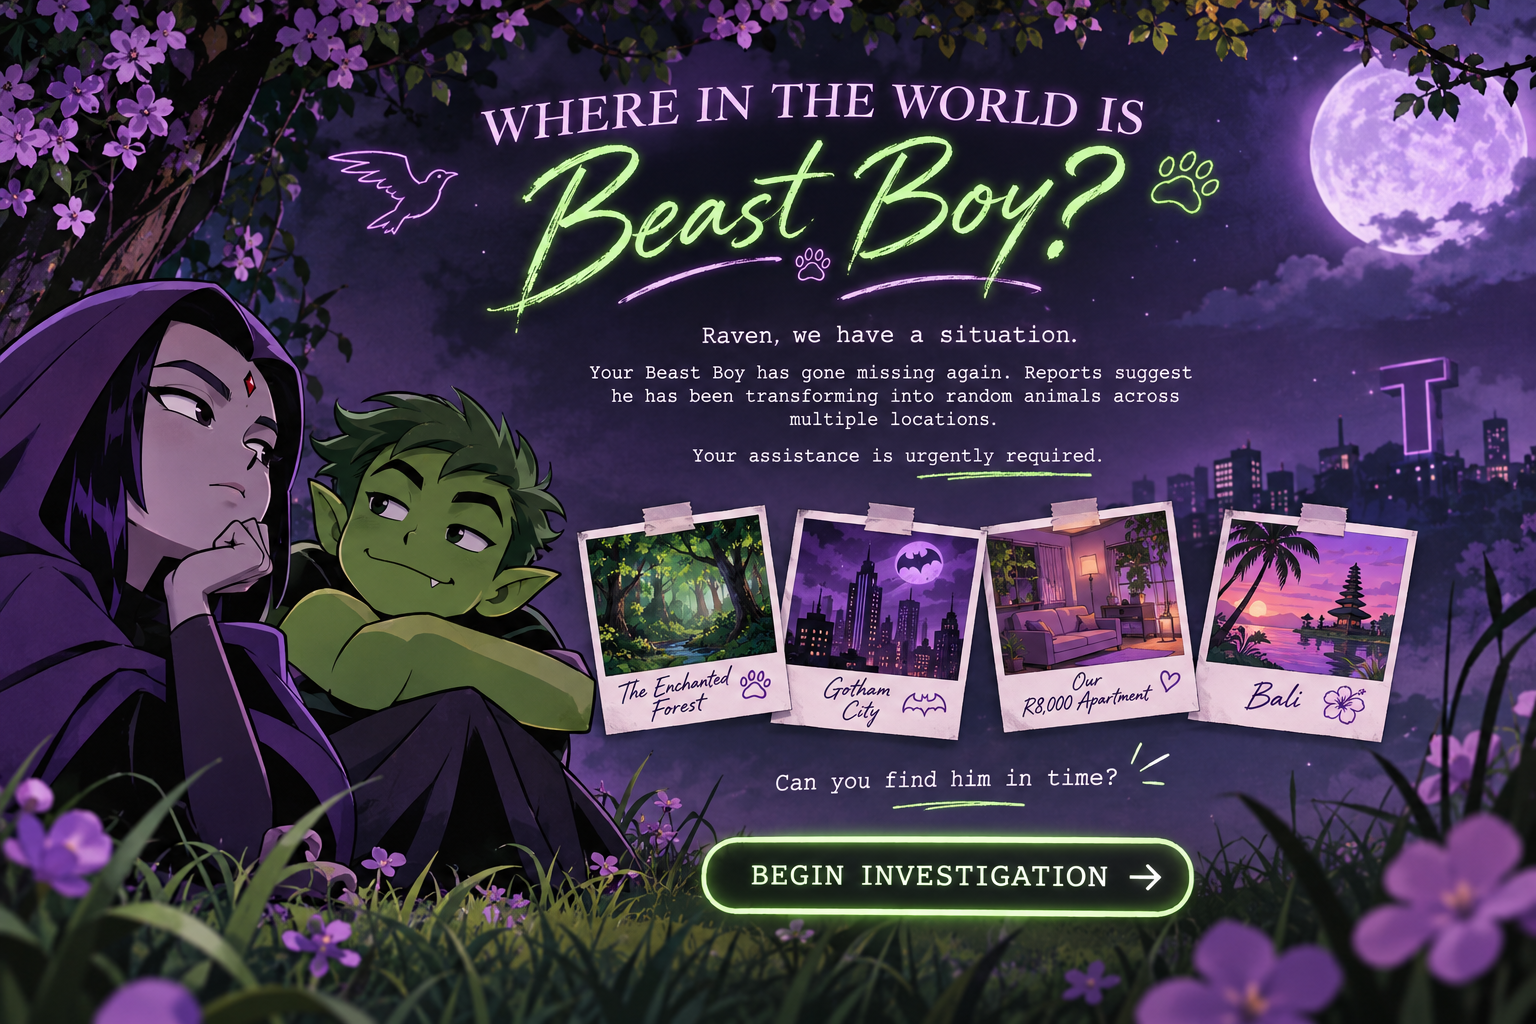 WHERE IN THE WORLD IS
Beast Boy?
Raven, we have a situation.
Your Beast Boy has gone missing again. Reports suggest
he has been transforming into random animals across
multiple locations.
Your assistance is urgently required.
T
The Enchanted
Forest
Gotham
City
Our
R8,000 Apartment
Bali
Can you find him in time?
BEGIN INVESTIGATION →